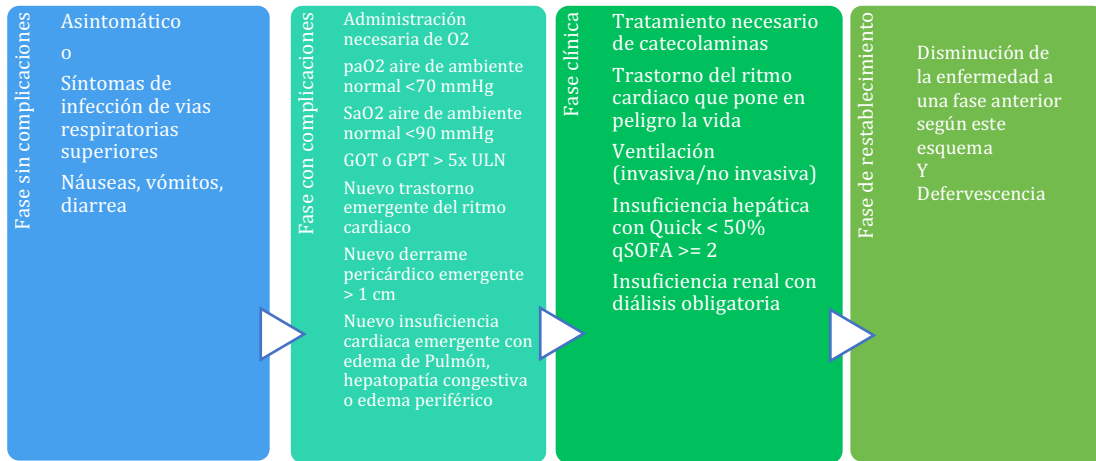 Fase sin complicaciones
Asintomático
o
Síntomas de
infección de vias
respiratorias
superiores
Náuseas, vómitos,
diarrea
Fase con complicaciones
Administración
necesaria de O2
paO2 aire de ambiente
normal <70 mmHg
SaO2 aire de ambiente
normal <90 mmHg
GOT o GPT > 5x ULN
Nuevo trastorno
emergente del ritmo
cardiaco
Nuevo derrame
pericárdico emergente
> 1 cm
Nuevo insuficiencia
cardiaca emergente con
edema de Pulmón,
hepatopatía congestiva
o edema periférico
Fase clínica
Tratamiento necesario
de catecolaminas
Trastorno del ritmo
cardiaco que pone en
peligro la vida
Ventilación
(invasiva/no invasiva)
Insuficiencia hepática
con Quick < 50%
qSOFA >= 2
Insuficiencia renal con
diálisis obligatoria
Fase de restablecimiento
Disminución de
la enfermedad a
una fase anterior
según este
esquema
Y
Defervescencia